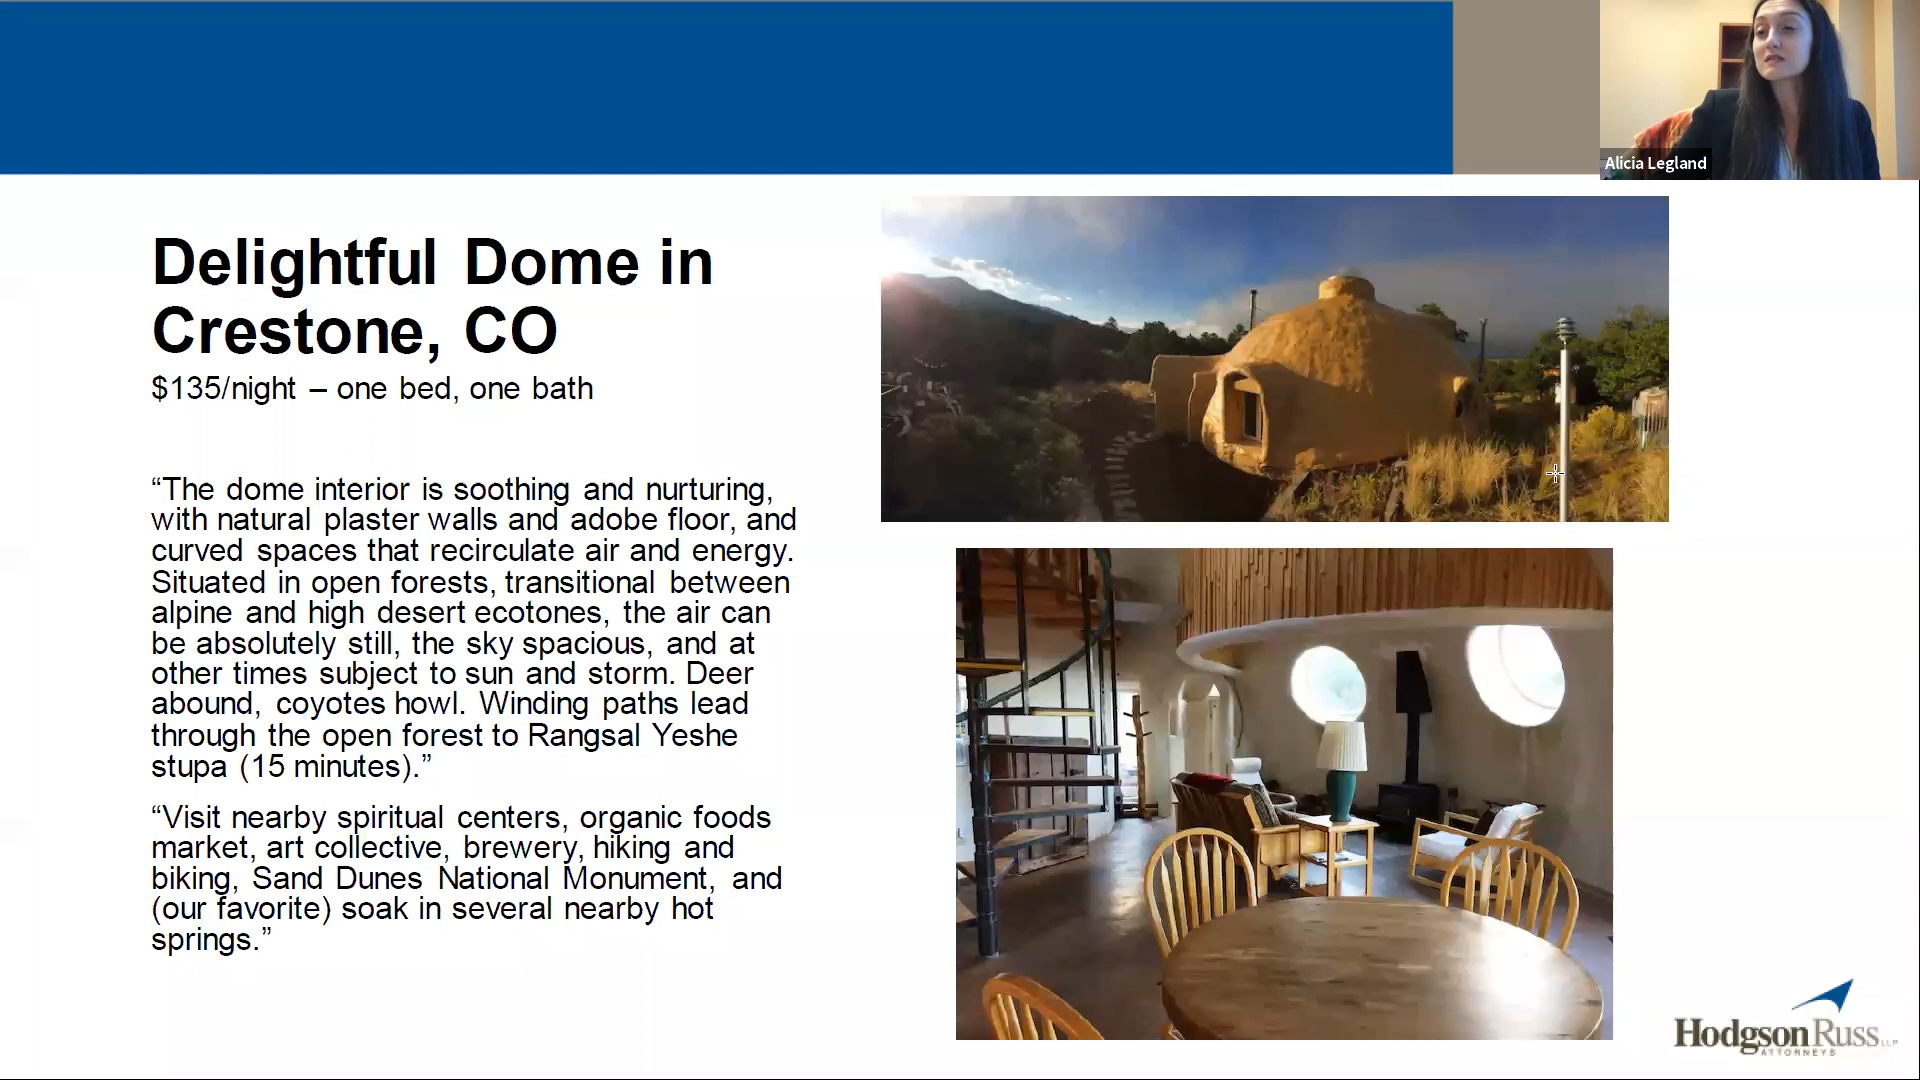 Alicia Legland
Delightful Dome in
Crestone, CO
$135/night – one bed, one bath
“The dome interior is soothing and nurturing,
with natural plaster walls and adobe floor, and
curved spaces that recirculate air and energy.
Situated in open forests, transitional between
alpine and high desert ecotones, the air can
be absolutely still, the sky spacious, and at
other times subject to sun and storm. Deer
abound, coyotes howl. Winding paths lead
through the open forest to Rangsal Yeshe
stupa (15 minutes).”
“Visit nearby spiritual centers, organic foods
market, art collective, brewery, hiking and
biking, Sand Dunes National Monument, and
(our favorite) soak in several nearby hot
springs.”
HodgsonRuss LLP
ATTORNEYS